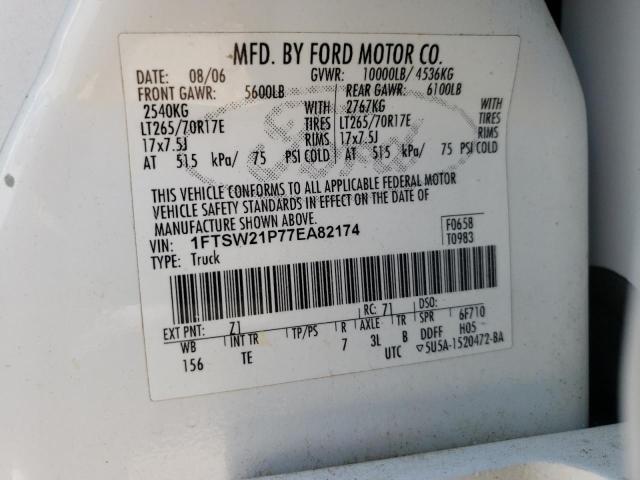 MFD. BY FORD MOTOR CO.
DATE: 08/06 GVWR: 10000LB/ 4536KG
FRONT GAWR: 5600LB REAR GAWR: 6100LB
2540KG WITH 2767KG WITH
LT265/70R17E TIRES LT265/70R17E TIRES
17x7.5J RIMS 17x7.5J RIMS
AT 515 kPa/ 75 PSI COLD AT 515 kPa/ 75 PSI COLD
THIS VEHICLE CONFORMS TO ALL APPLICABLE FEDERAL MOTOR
VEHICLE SAFETY STANDARDS IN EFFECT ON THE DATE OF
MANUFACTURE SHOWN ABOVE.
VIN: 1FTSW21P77EA82174 F0658
TYPE: Truck T0983
EXT PNT: Z1 RC: Z1 DSO:
WB INT TR TP/PS R AXLE TR SPR 6F710
156 TE 7 3L B DDFF H05
UTC ▽5U5A-1520472-BA